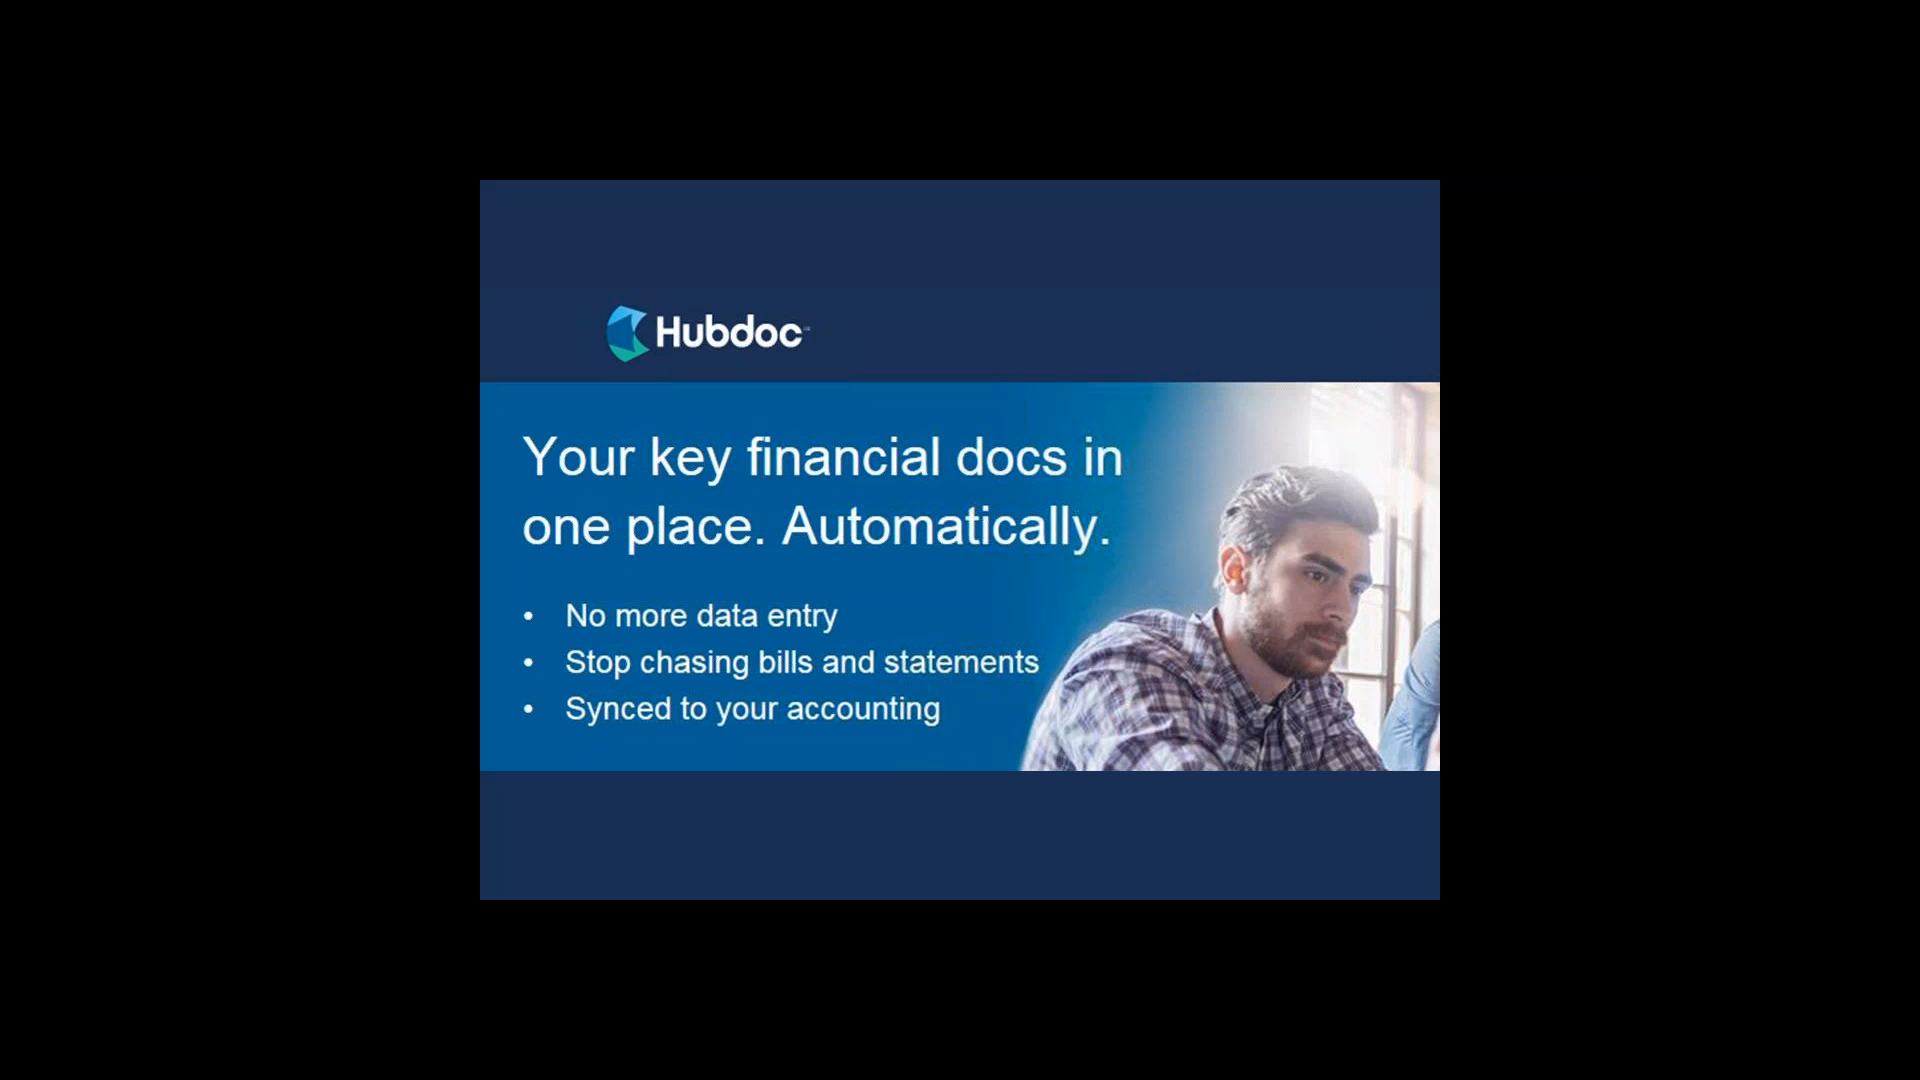 Hubdoc
Your key financial docs in
one place. Automatically.
• No more data entry
• Stop chasing bills and statements
• Synced to your accounting